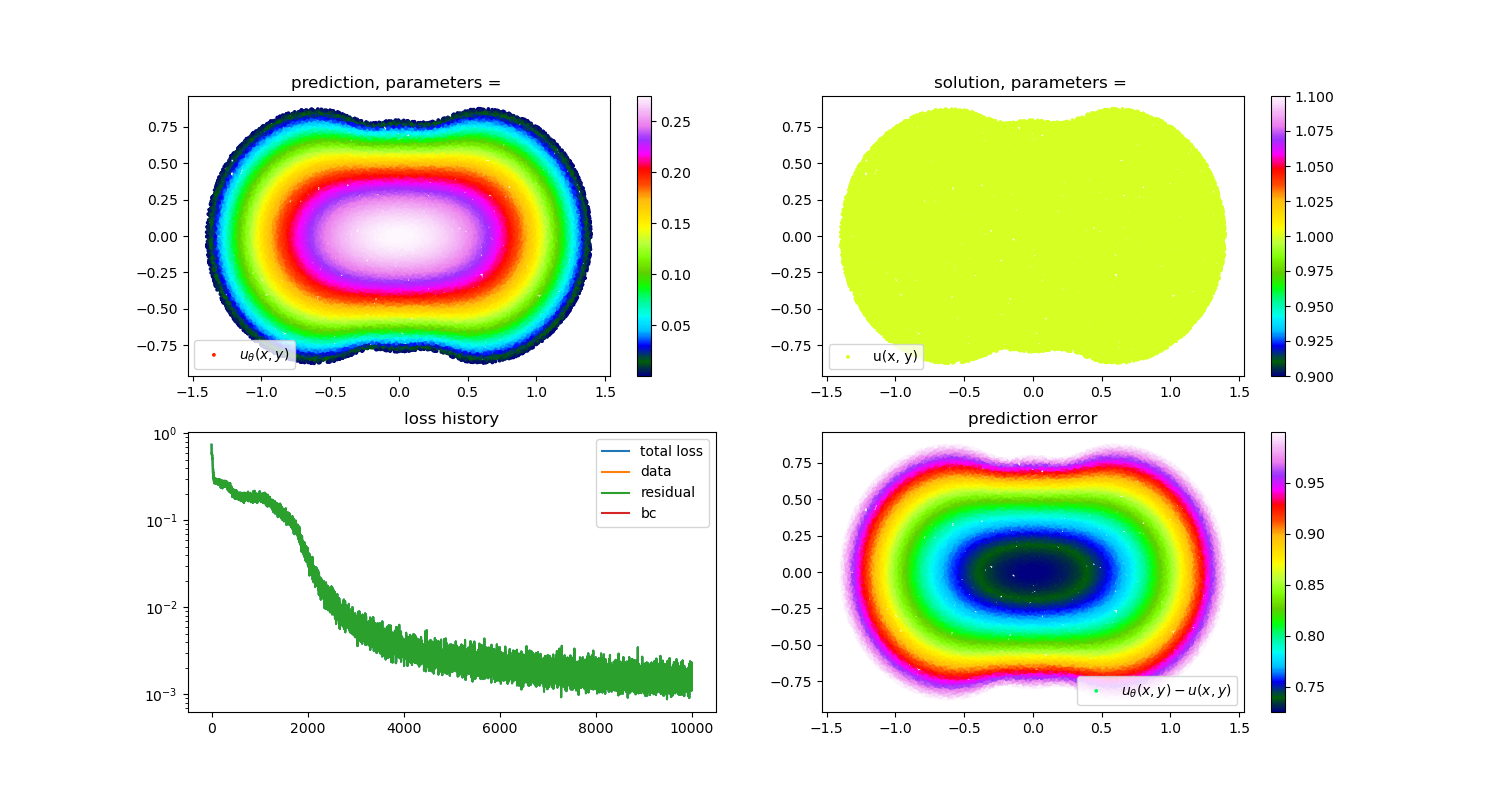 prediction, parameters =
0.75
0.50
0.25
0.00
−0.25
−0.50
−0.75
−1.5 −1.0 −0.5 0.0 0.5 1.0 1.5
u_θ(x, y)
0.25
0.20
0.15
0.10
0.05
solution, parameters =
0.75
0.50
0.25
0.00
−0.25
−0.50
−0.75
−1.5 −1.0 −0.5 0.0 0.5 1.0 1.5
u(x, y)
1.100
1.075
1.050
1.025
1.000
0.975
0.950
0.925
0.900
loss history
10⁰
10⁻¹
10⁻²
10⁻³
0 2000 4000 6000 8000 10000
total loss
data
residual
bc
prediction error
0.75
0.50
0.25
0.00
−0.25
−0.50
−0.75
−1.5 −1.0 −0.5 0.0 0.5 1.0 1.5
u_θ(x, y) − u(x, y)
0.95
0.90
0.85
0.80
0.75